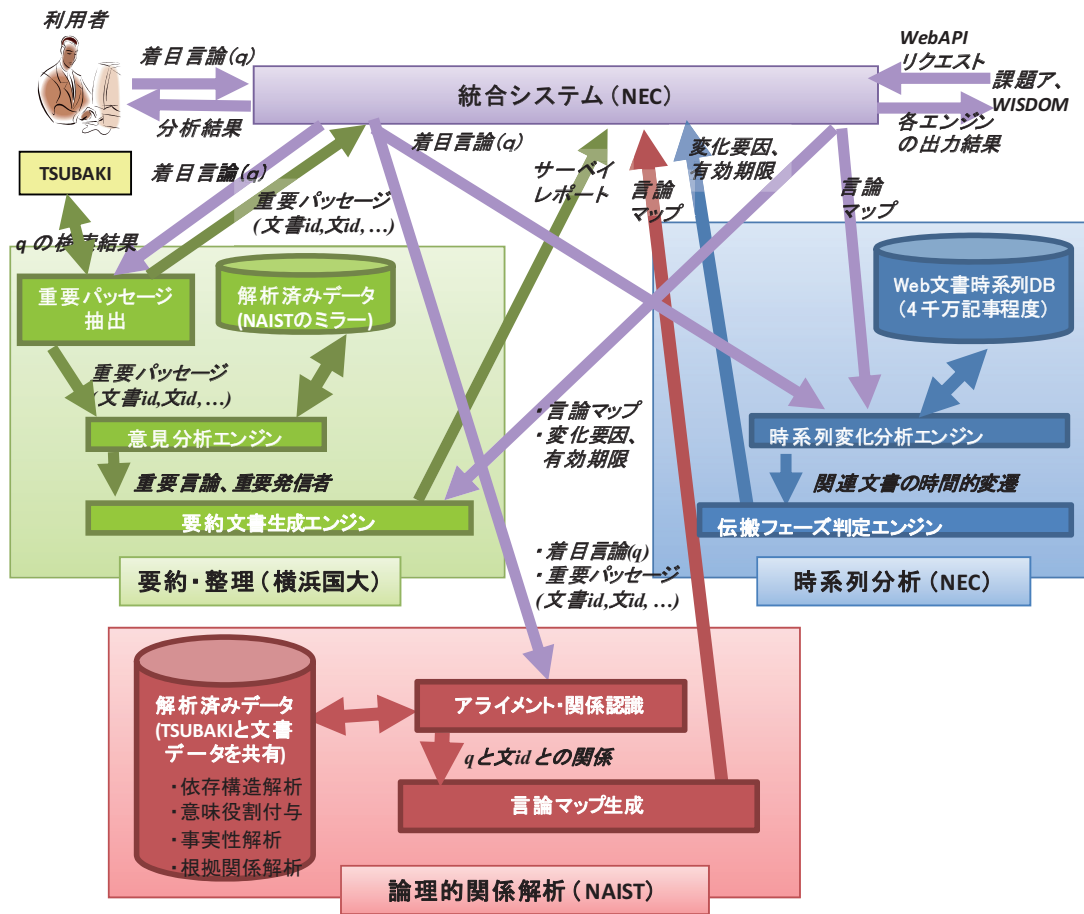 利用者
着目言論(q)
分析結果
統合システム（NEC）
WebAPI
リクエスト
課題ア、
WISDOM
各エンジン
の出力結果
TSUBAKI
着目言論(q)
重要パッセージ
(文書id,文id, …)
着目言論(q)
サーベイ
レポート
言論
マップ
変化要因、
有効期限
言論
マップ
q の検索結果
重要パッセージ
抽出
解析済みデータ
(NAISTのミラー)
重要パッセージ
(文書id,文id, …)
意見分析エンジン
重要言論、重要発信者
要約文書生成エンジン
要約・整理（横浜国大）
・言論マップ
・変化要因、
有効期限
Web文書時系列DB
（４千万記事程度）
時系列変化分析エンジン
関連文書の時間的変遷
伝搬フェーズ判定エンジン
時系列分析（NEC）
・着目言論(q)
・重要パッセージ
(文書id,文id, …)
解析済みデータ
(TSUBAKIと文書
データを共有)
・依存構造解析
・意味役割付与
・事実性解析
・根拠関係解析
アライメント・関係認識
qと文idとの関係
言論マップ生成
論理的関係解析（NAIST）